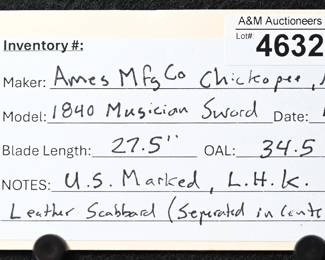 A&M Auctioneers
Lot# 4632
Inventory #:
Maker: Ames Mfg Co Chickopee,
Model: 1840 Musician Sword Date:
Blade Length: 27.5" OAL: 34.5
NOTES: U.S. Marked, L.H.K.
Leather Scabbard (Seperated in